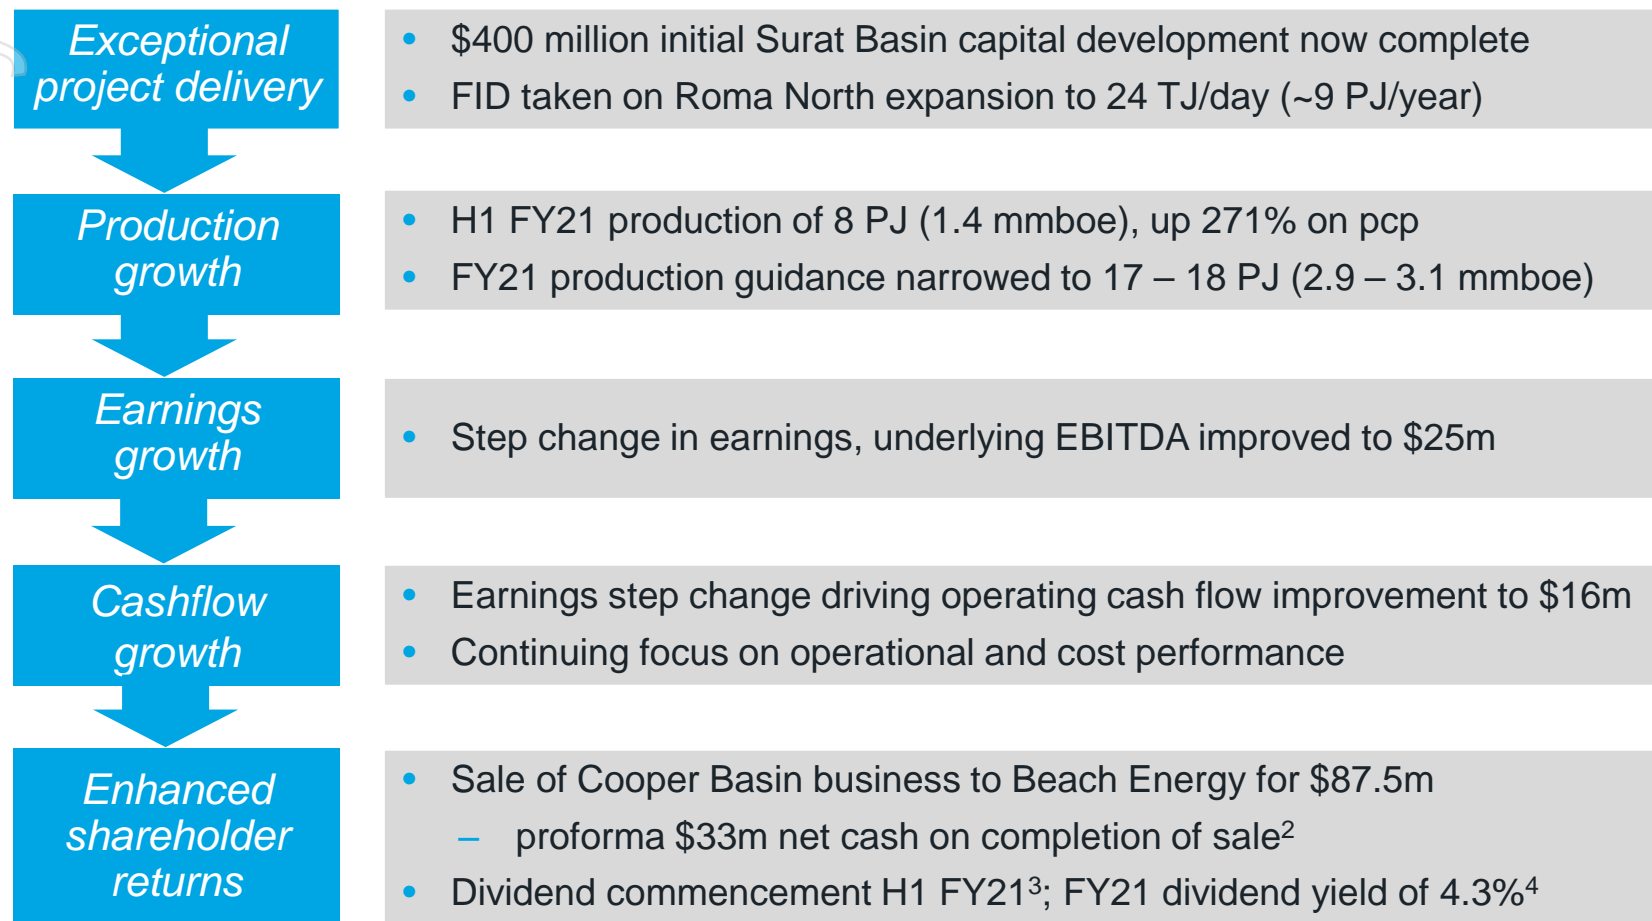 Exceptional
project delivery
• $400 million initial Surat Basin capital development now complete
• FID taken on Roma North expansion to 24 TJ/day (~9 PJ/year)
Production
growth
• H1 FY21 production of 8 PJ (1.4 mmboe), up 271% on pcp
• FY21 production guidance narrowed to 17 – 18 PJ (2.9 – 3.1 mmboe)
Earnings
growth
• Step change in earnings, underlying EBITDA improved to $25m
Cashflow
growth
• Earnings step change driving operating cash flow improvement to $16m
• Continuing focus on operational and cost performance
Enhanced
shareholder
returns
• Sale of Cooper Basin business to Beach Energy for $87.5m
– proforma $33m net cash on completion of sale²
• Dividend commencement H1 FY21³; FY21 dividend yield of 4.3%⁴